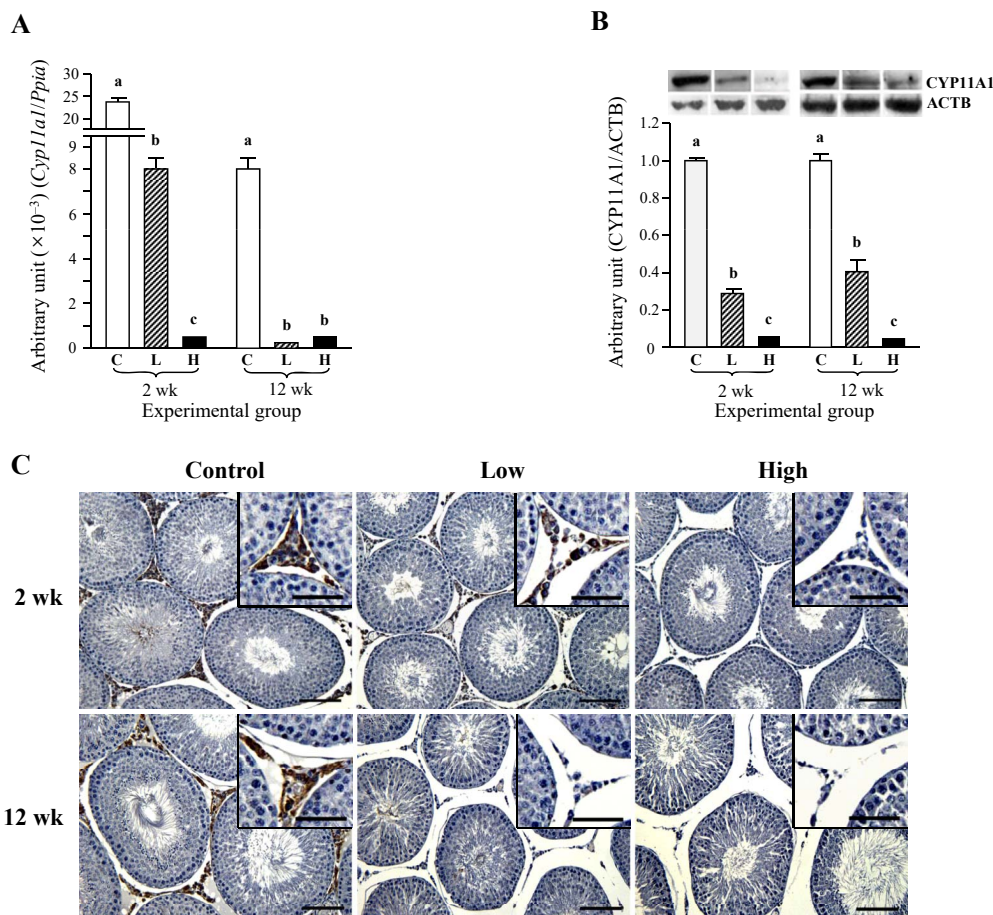 A
Arbitrary unit (×10⁻³) (Cyp11a1/Ppia)
30
25
20
8
6
4
2
0
a
b
c
a
b
b
C L H C L H
2 wk 12 wk
Experimental group
B
CYP11A1
ACTB
Arbitrary unit (CYP11A1/ACTB)
1.2
1.0
0.8
0.6
0.4
0.2
0
a
b
c
a
b
c
C L H C L H
2 wk 12 wk
Experimental group
C
Control Low High
2 wk
12 wk